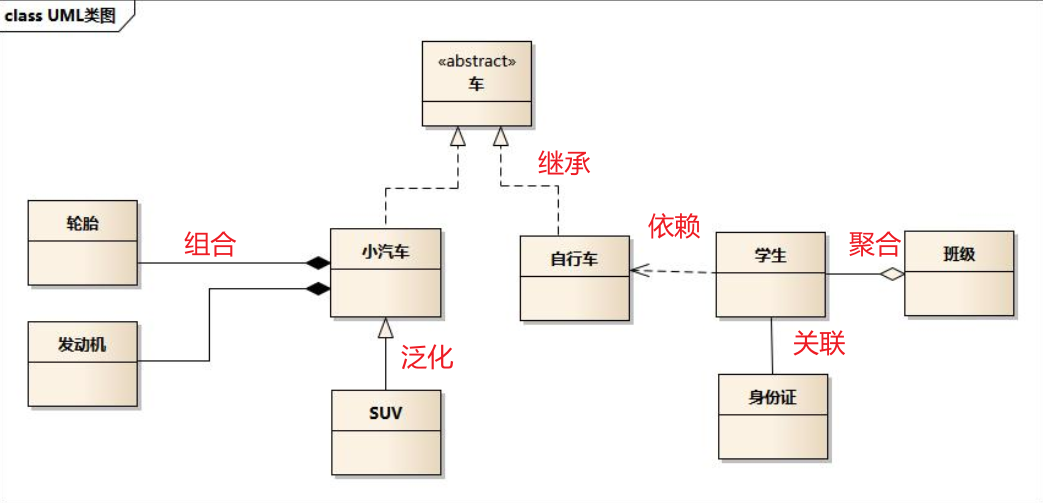 class UML类图
«abstract»
车
继承
轮胎
组合
小汽车
自行车
依赖
学生
聚合
班级
发动机
泛化
关联
SUV
身份证